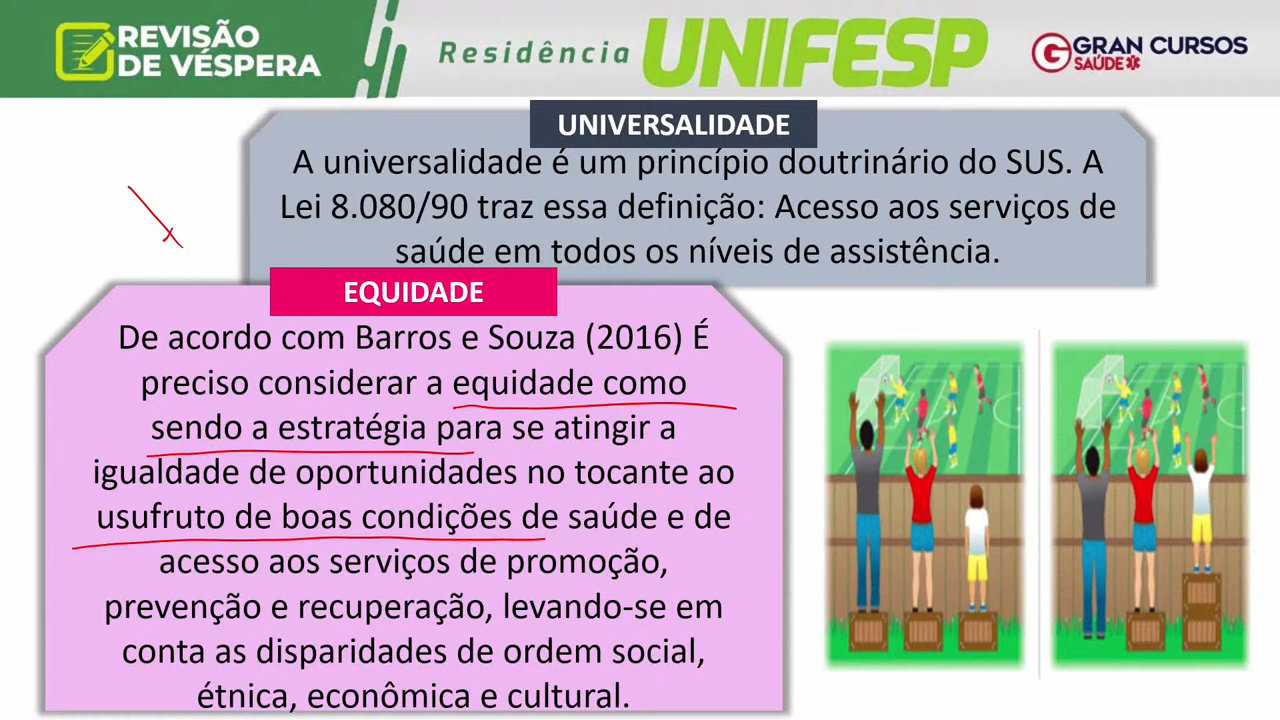 REVISÃO
DE VÉSPERA
Residência UNIFESP
GRAN CURSOS
SAÚDE
UNIVERSALIDADE
A universalidade é um princípio doutrinário do SUS. A
Lei 8.080/90 traz essa definição: Acesso aos serviços de
saúde em todos os níveis de assistência.
EQUIDADE
De acordo com Barros e Souza (2016) É
preciso considerar a equidade como
sendo a estratégia para se atingir a
igualdade de oportunidades no tocante ao
usufruto de boas condições de saúde e de
acesso aos serviços de promoção,
prevenção e recuperação, levando-se em
conta as disparidades de ordem social,
étnica, econômica e cultural.